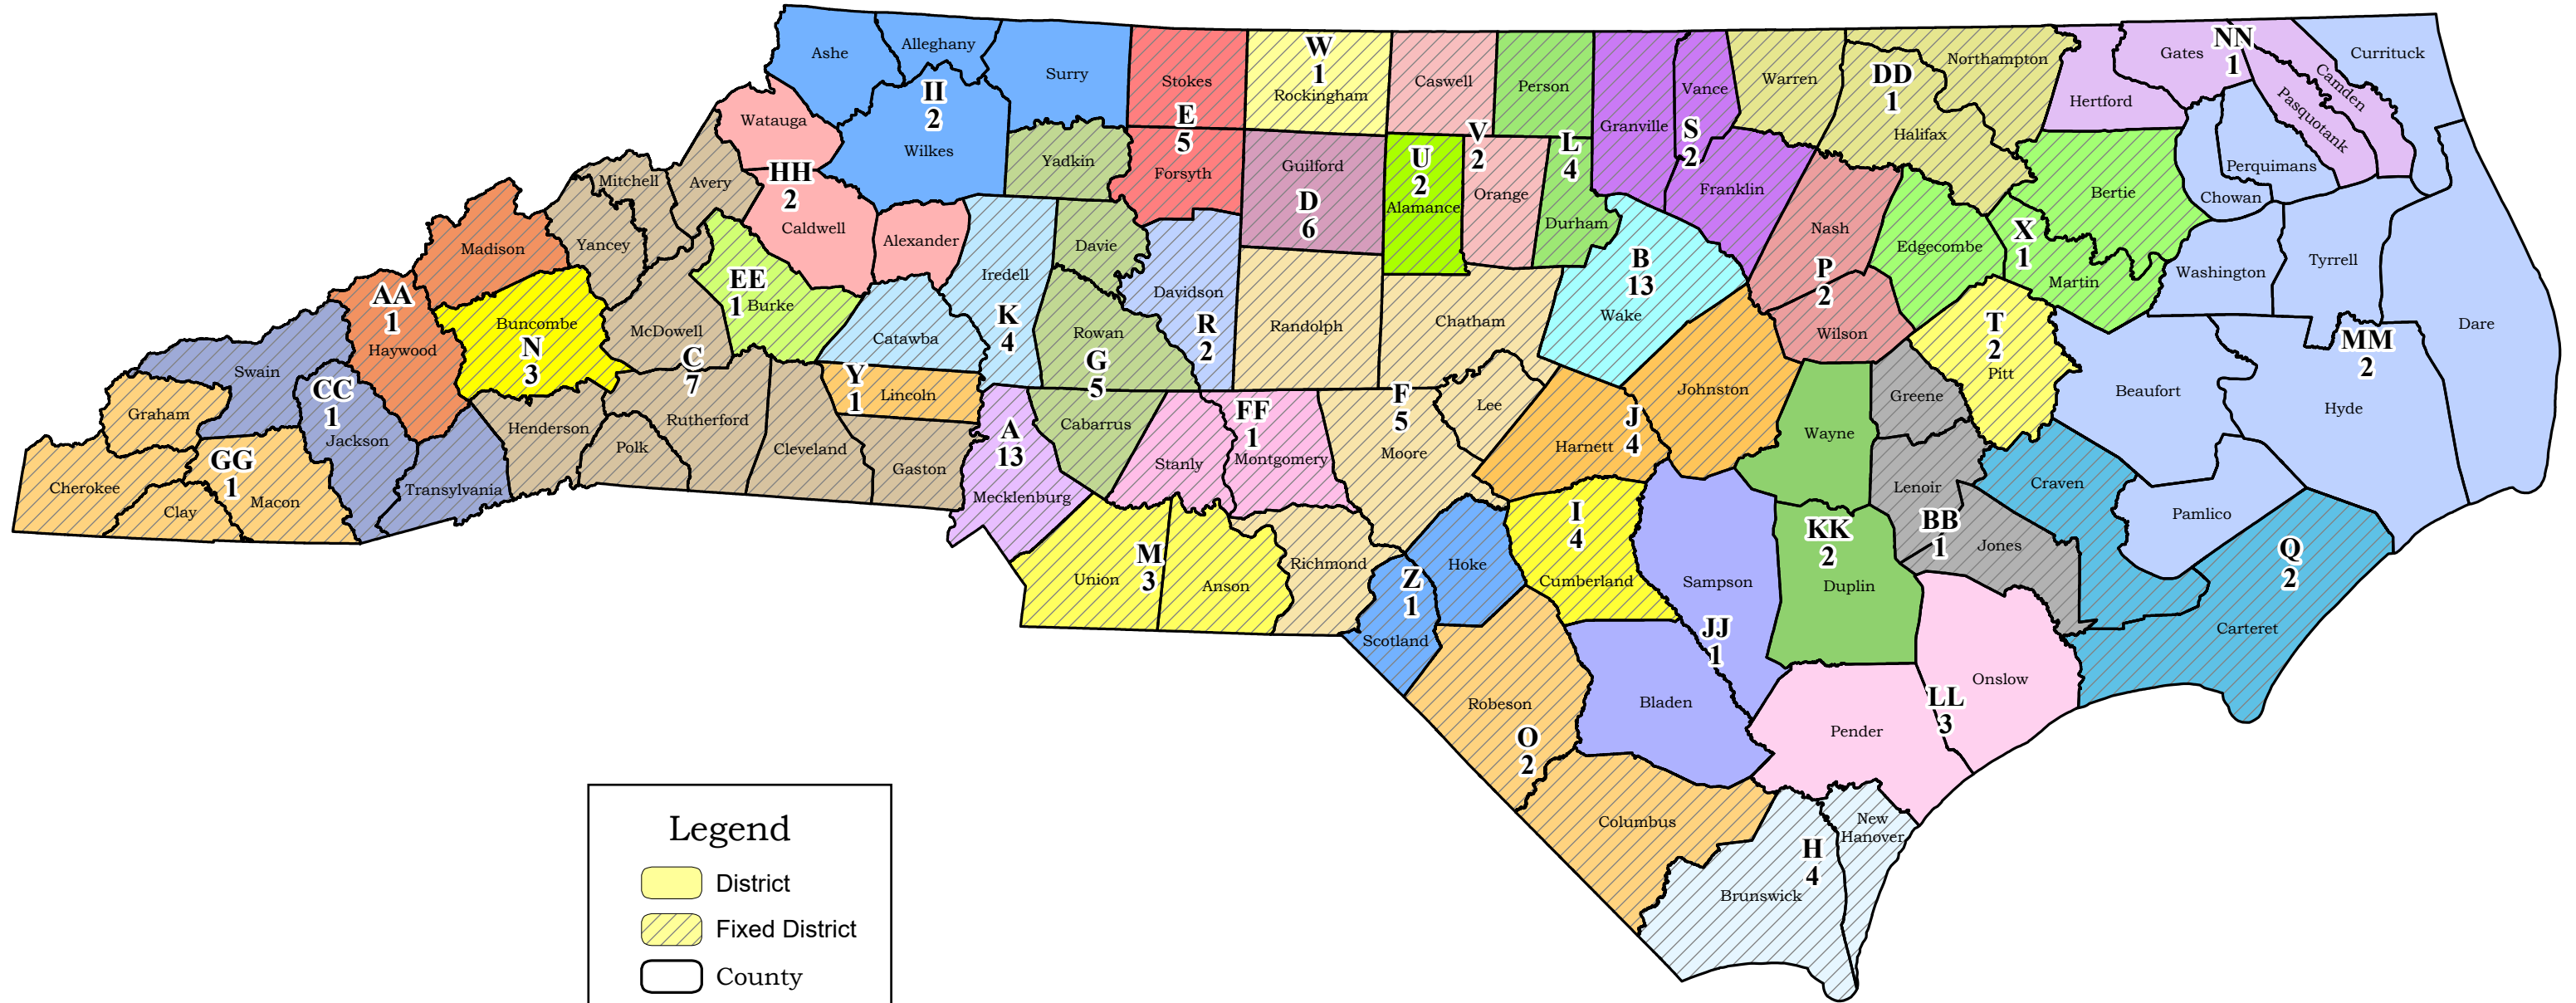 Ashe
Alleghany
Surry
II
2
Wilkes
Stokes
E
5
Forsyth
W
1
Rockingham
Caswell
Person
V
2
Orange
L
4
Durham
Granville
Vance
S
2
Franklin
Warren
DD
1
Halifax
Northampton
Hertford
Gates
NN
1
Camden
Pasquotank
Currituck
Perquimans
Chowan
Bertie
Watauga
HH
2
Caldwell
Alexander
Yadkin
Guilford
D
6
U
2
Alamance
Mitchell
Avery
Yancey
Madison
AA
1
Haywood
Buncombe
N
3
McDowell
C
7
EE
1
Burke
Catawba
Iredell
K
4
Davie
Rowan
G
5
Cabarrus
Davidson
R
2
Randolph
Chatham
B
13
Wake
Nash
P
2
Wilson
Edgecombe
X
1
Martin
Washington
Tyrrell
Dare
MM
2
Hyde
Beaufort
Pamlico
T
2
Pitt
Greene
Lenoir
BB
1
Jones
Craven
Q
2
Carteret
Swain
Graham
CC
1
Jackson
Cherokee
Clay
GG
1
Macon
Transylvania
Henderson
Polk
Rutherford
Cleveland
Y
1
Lincoln
Gaston
A
13
Mecklenburg
Stanly
FF
1
Montgomery
F
5
Moore
Lee
J
4
Harnett
Johnston
Wayne
KK
2
Duplin
Union
M
3
Anson
Richmond
Z
1
Scotland
Hoke
I
4
Cumberland
Sampson
JJ
1
Bladen
Robeson
O
2
Columbus
Pender
LL
3
Onslow
H
4
Brunswick
New
Hanover
Legend
District
Fixed District
County